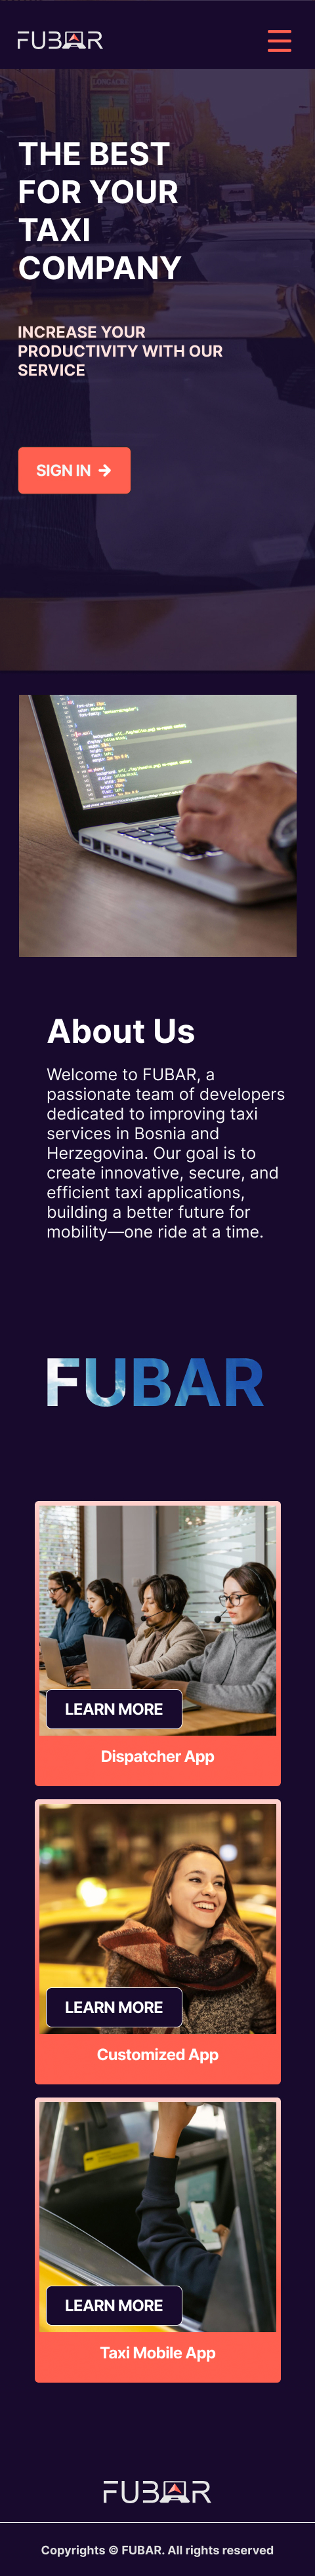 FUBAR
THE BEST
FOR YOUR
TAXI
COMPANY
INCREASE YOUR
PRODUCTIVITY WITH OUR
SERVICE
SIGN IN
About Us
Welcome to FUBAR, a
passionate team of developers
dedicated to improving taxi
services in Bosnia and
Herzegovina. Our goal is to
create innovative, secure, and
efficient taxi applications,
building a better future for
mobility—one ride at a time.
FUBAR
LEARN MORE
Dispatcher App
LEARN MORE
Customized App
LEARN MORE
Taxi Mobile App
FUBAR
Copyrights © FUBAR. All rights reserved